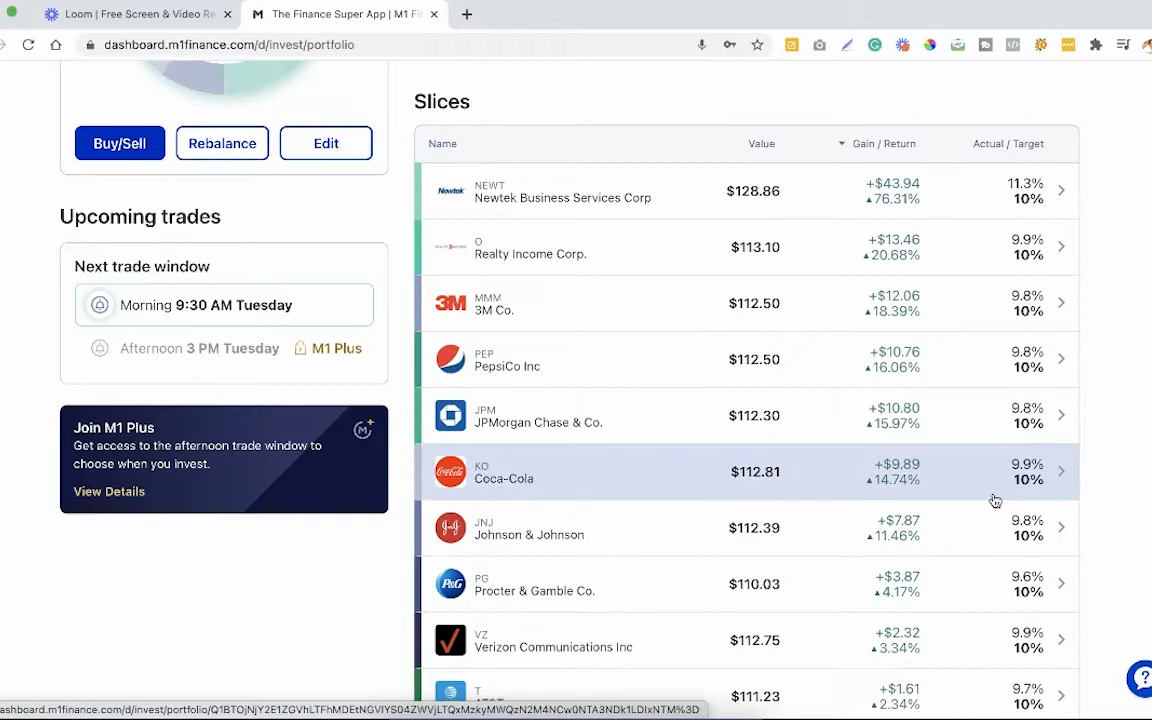 Loom | Free Screen & Video Re
The Finance Super App | M1 Fi
dashboard.m1finance.com/d/invest/portfolio
Slices
Buy/Sell
Rebalance
Edit
Name
Value
Gain / Return
Actual / Target
Newtek
NEWT
Newtek Business Services Corp
$128.86
+$43.94
76.31%
11.3%
10%
Upcoming trades
O
Realty Income Corp.
$113.10
+$13.46
20.68%
9.9%
10%
Next trade window
Morning 9:30 AM Tuesday
Afternoon 3 PM Tuesday
M1 Plus
3M
MMM
3M Co.
$112.50
+$12.06
18.39%
9.8%
10%
PEP
PepsiCo Inc
$112.50
+$10.76
16.06%
9.8%
10%
Join M1 Plus
Get access to the afternoon trade window to
choose when you invest.
View Details
JPM
JPMorgan Chase & Co.
$112.30
+$10.80
15.97%
9.8%
10%
Coca-Cola
KO
Coca-Cola
$112.81
+$9.89
14.74%
9.9%
10%
JNJ
Johnson & Johnson
$112.39
+$7.87
11.46%
9.8%
10%
P&G
PG
Procter & Gamble Co.
$110.03
+$3.87
4.17%
9.6%
10%
VZ
Verizon Communications Inc
$112.75
+$2.32
3.34%
9.9%
10%
T
$111.23
+$1.61
2.34%
9.7%
10%